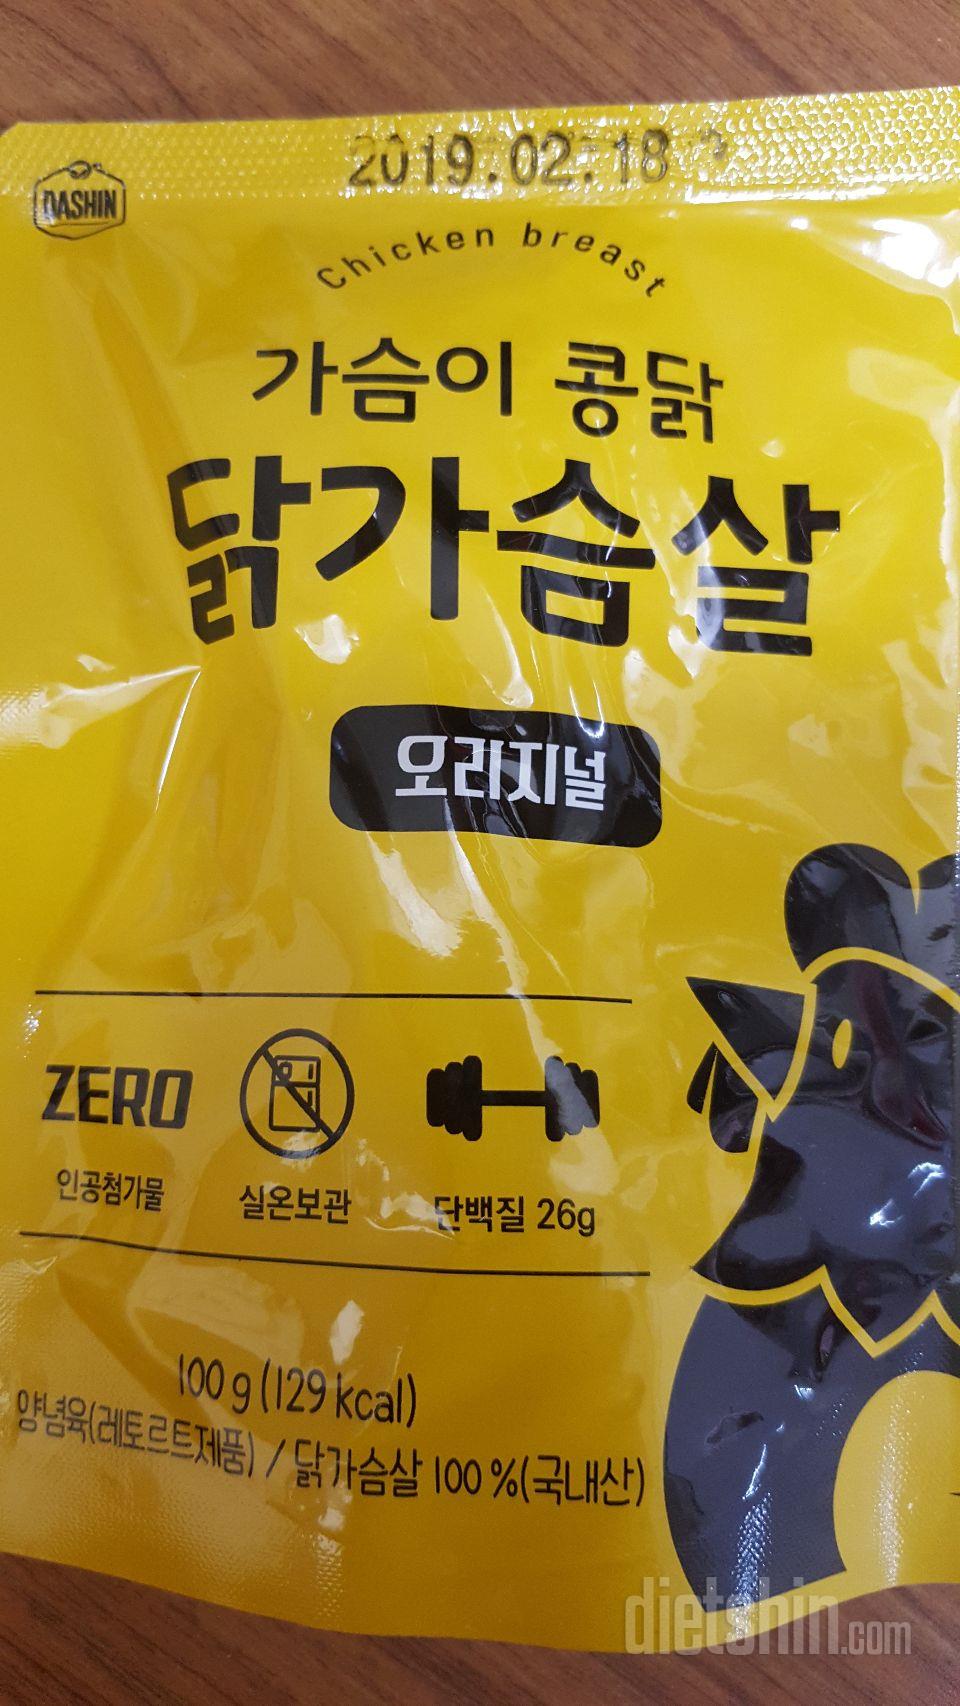 2019.02.18
DASHIN
Chicken breast
가슴이 콩닭
닭가슴살
오리지널
ZERO
인공첨가물
실온보관
단백질 26g
100 g (129 kcal)
양념육(레토르트제품) / 닭가슴살 100 %(국내산)
dietshin.com